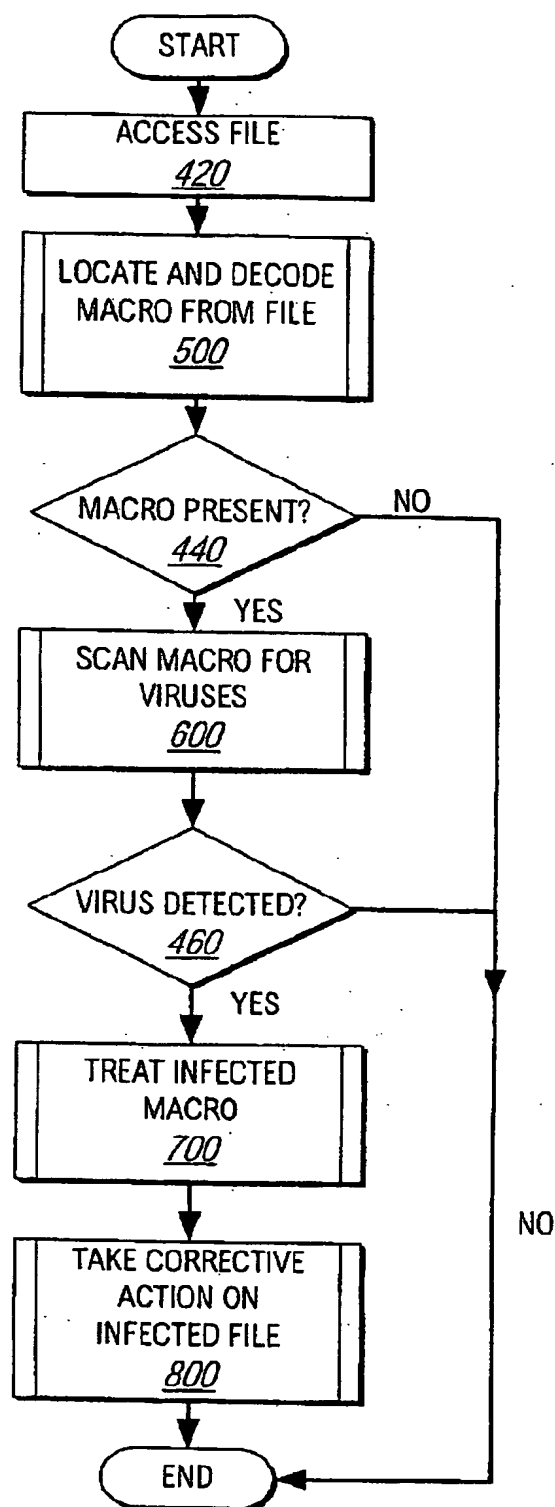 START
ACCESS FILE
420
LOCATE AND DECODE
MACRO FROM FILE
500
MACRO PRESENT?
440
NO
YES
SCAN MACRO FOR
VIRUSES
600
VIRUS DETECTED?
460
YES
TREAT INFECTED
MACRO
700
NO
TAKE CORRECTIVE
ACTION ON
INFECTED FILE
800
END